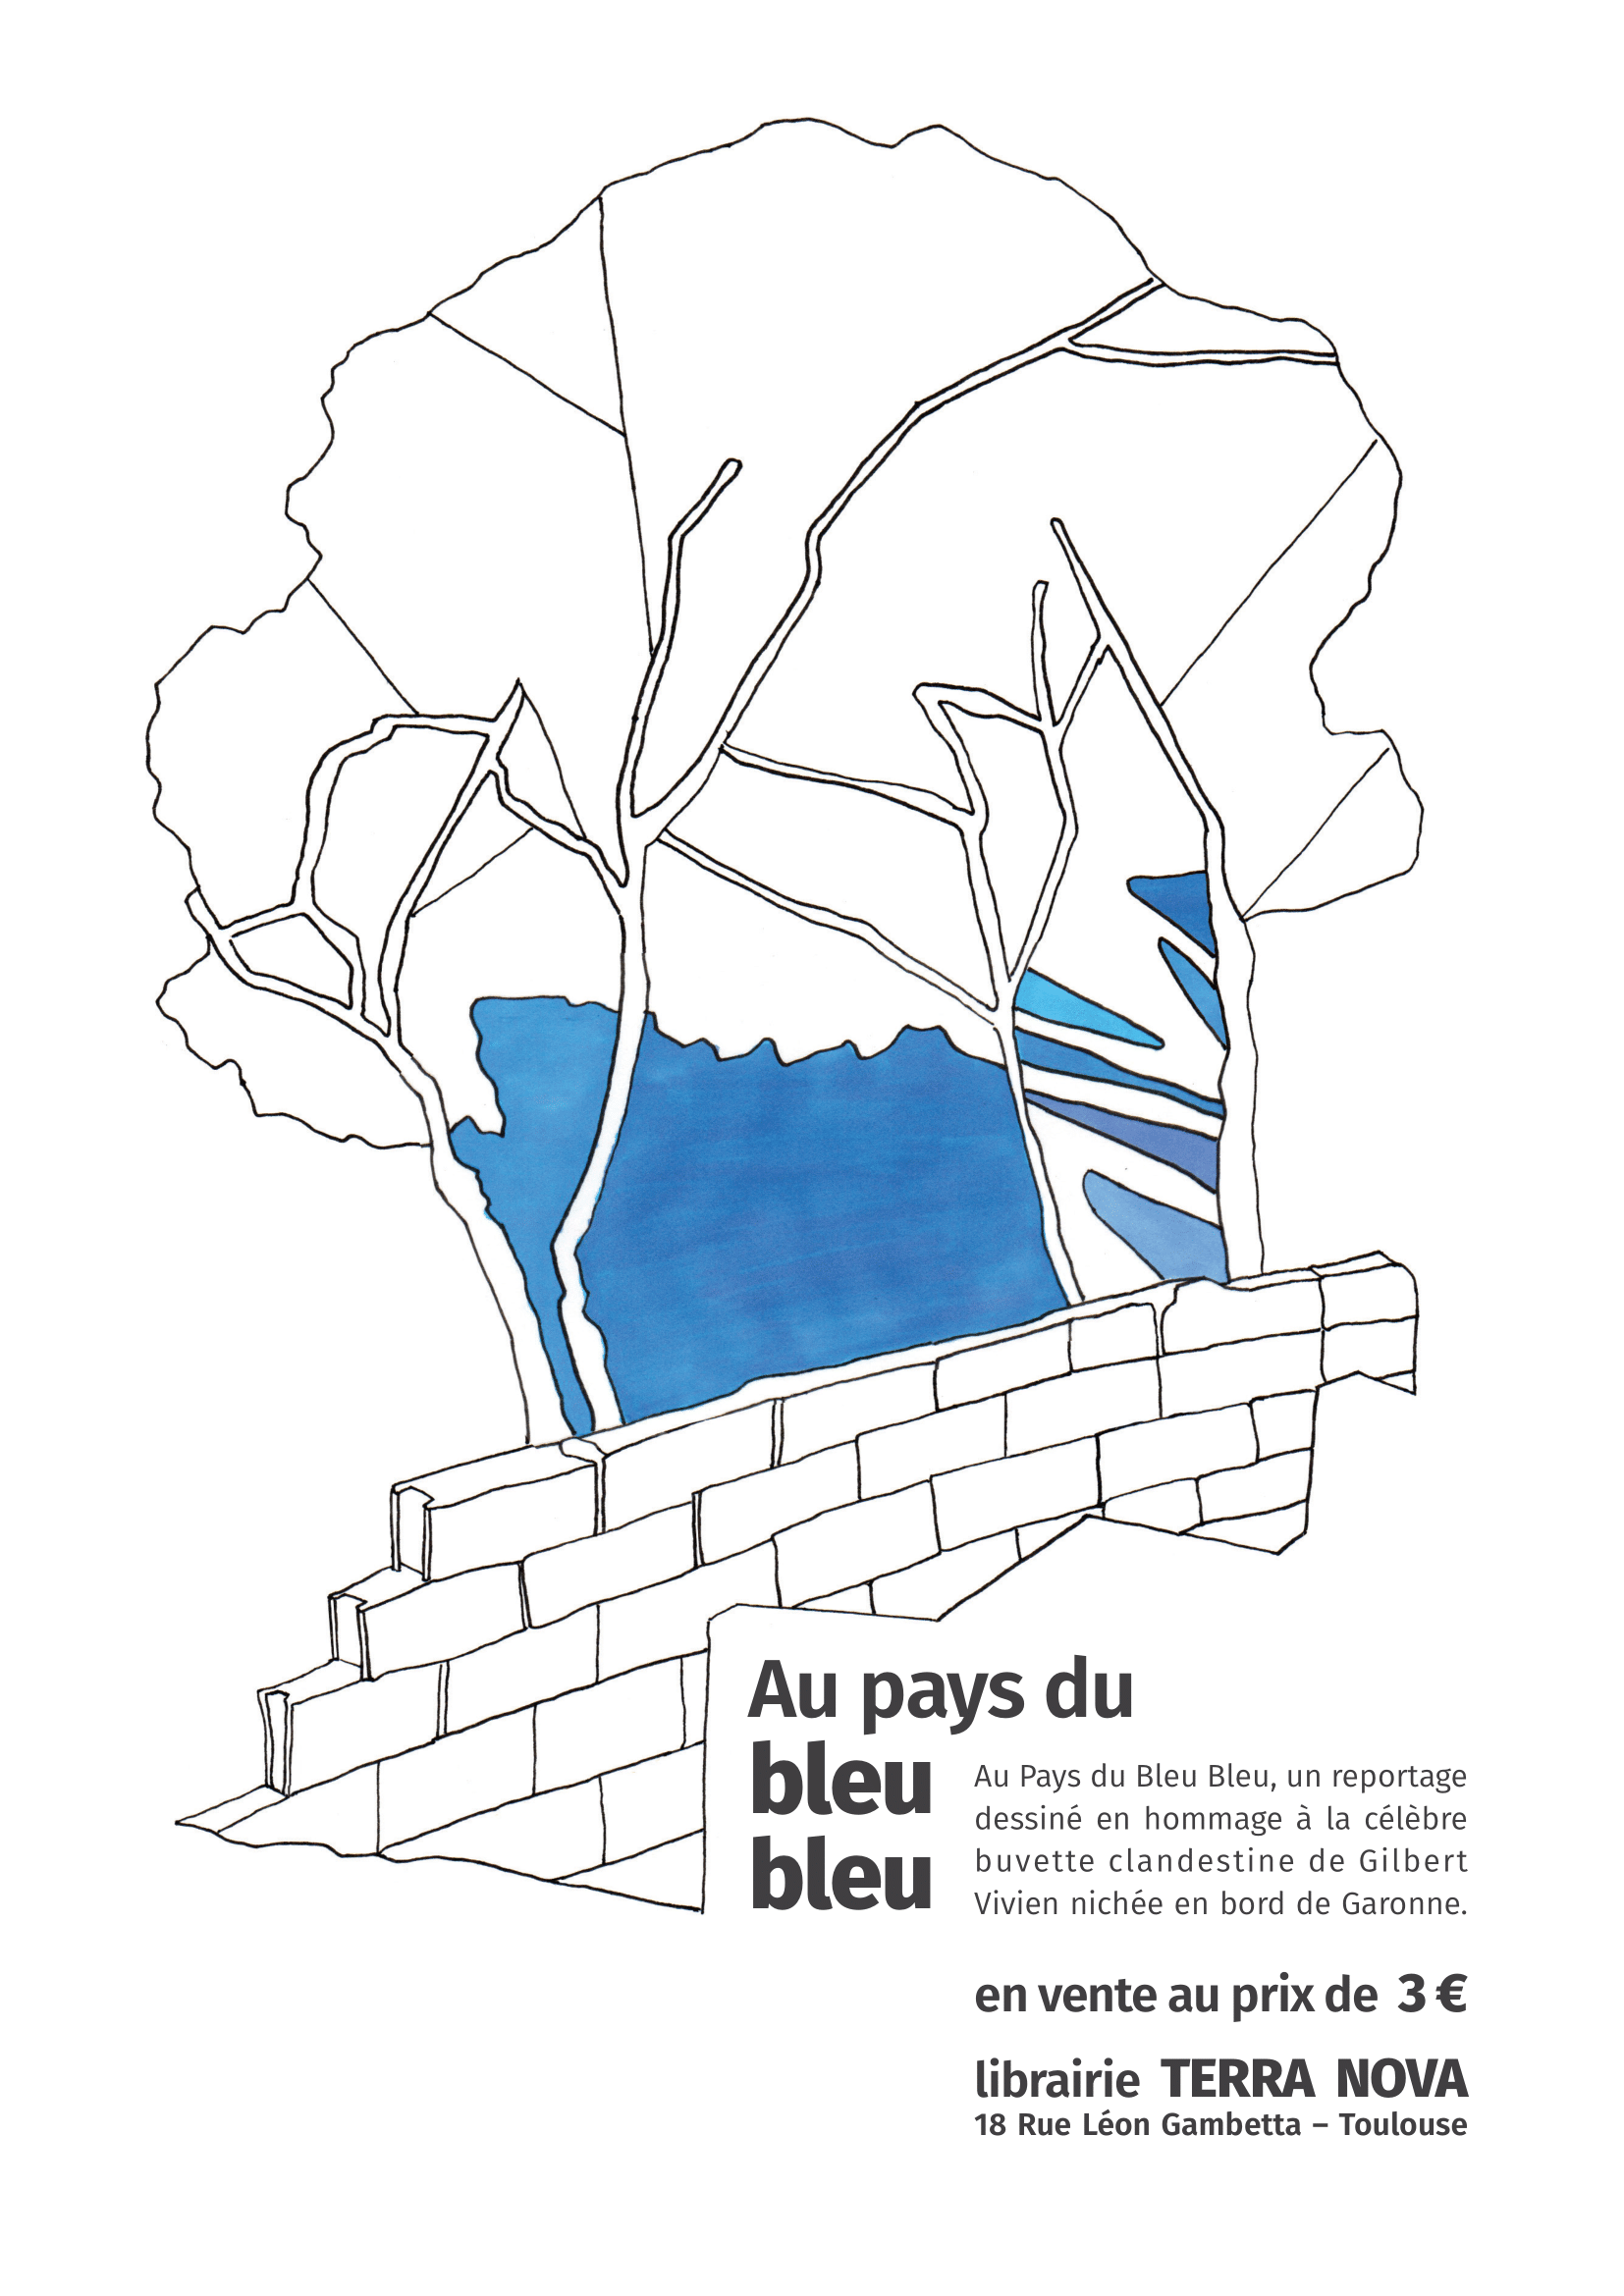 Au pays du
bleu
bleu
Au Pays du Bleu Bleu, un reportage
dessiné en hommage à la célèbre
buvette clandestine de Gilbert
Vivien nichée en bord de Garonne.
en vente au prix de 3 €
librairie TERRA NOVA
18 Rue Léon Gambetta – Toulouse